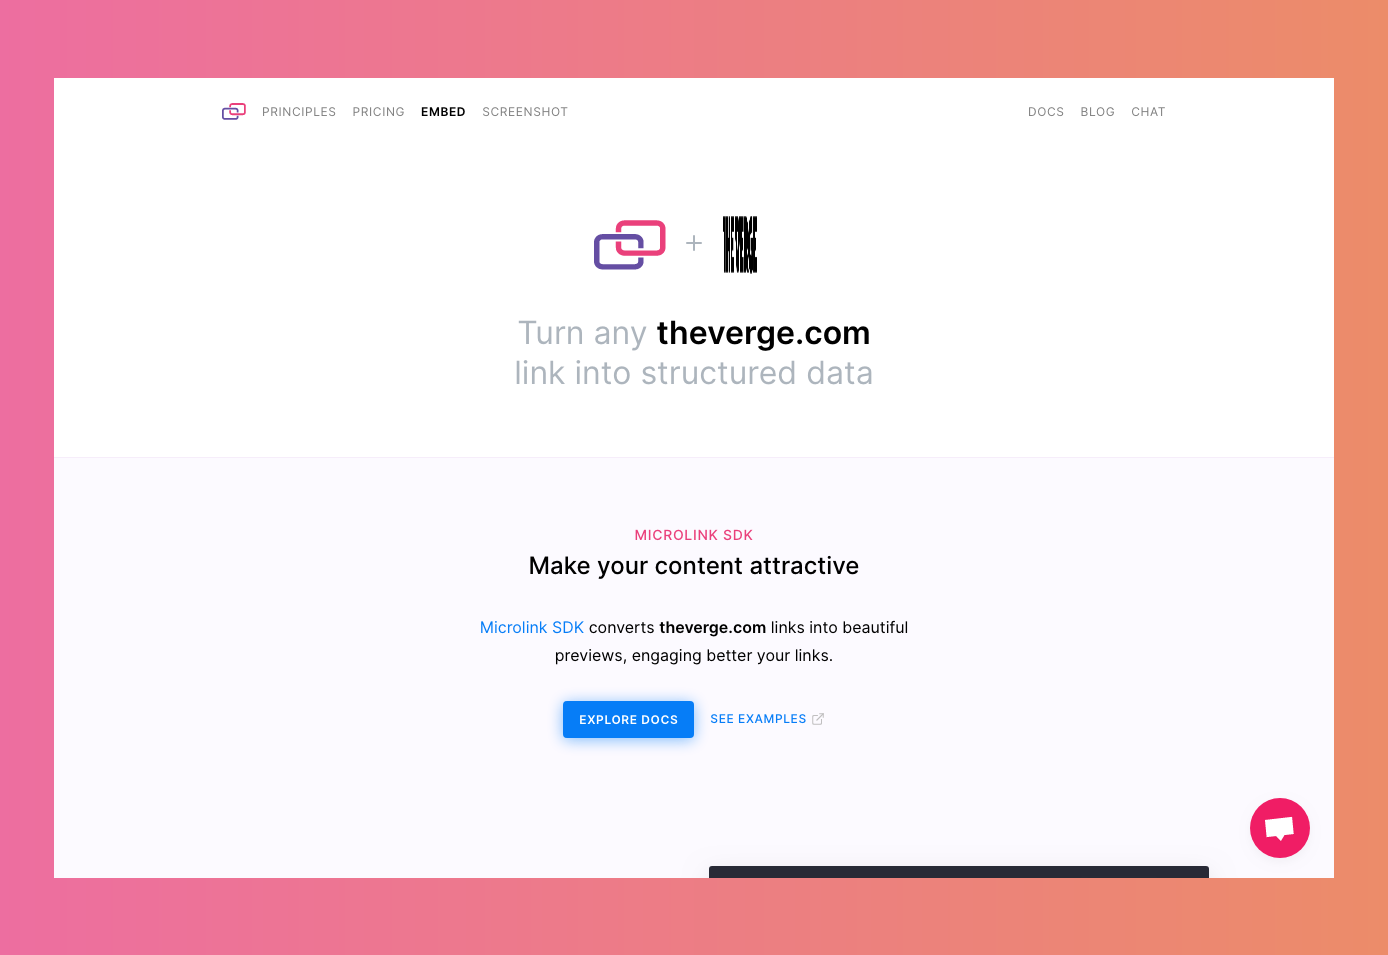 PRINCIPLES PRICING EMBED SCREENSHOT DOCS BLOG CHAT
THE VERGE
Turn any theverge.com
link into structured data
MICROLINK SDK
Make your content attractive
Microlink SDK converts theverge.com links into beautiful
previews, engaging better your links.
EXPLORE DOCS SEE EXAMPLES